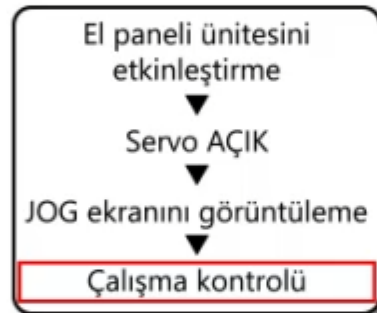 El paneli ünitesini
etkinleştirme
▼
Servo AÇIK
▼
JOG ekranını görüntüleme
▼
Çalışma kontrolü